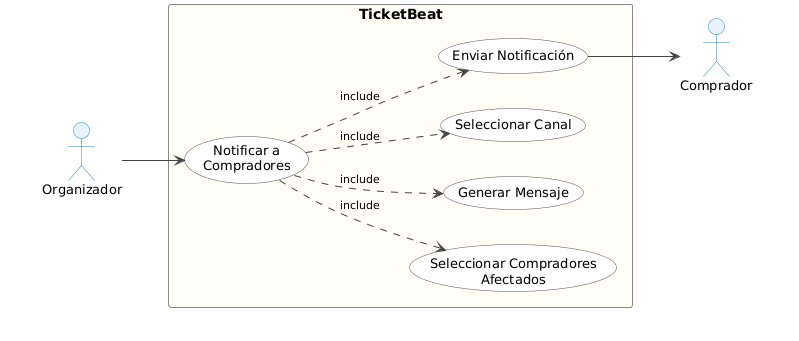 TicketBeat
Enviar Notificación
Comprador
include
Seleccionar Canal
include
Notificar a
Compradores
Organizador
include
Generar Mensaje
include
Seleccionar Compradores
Afectados